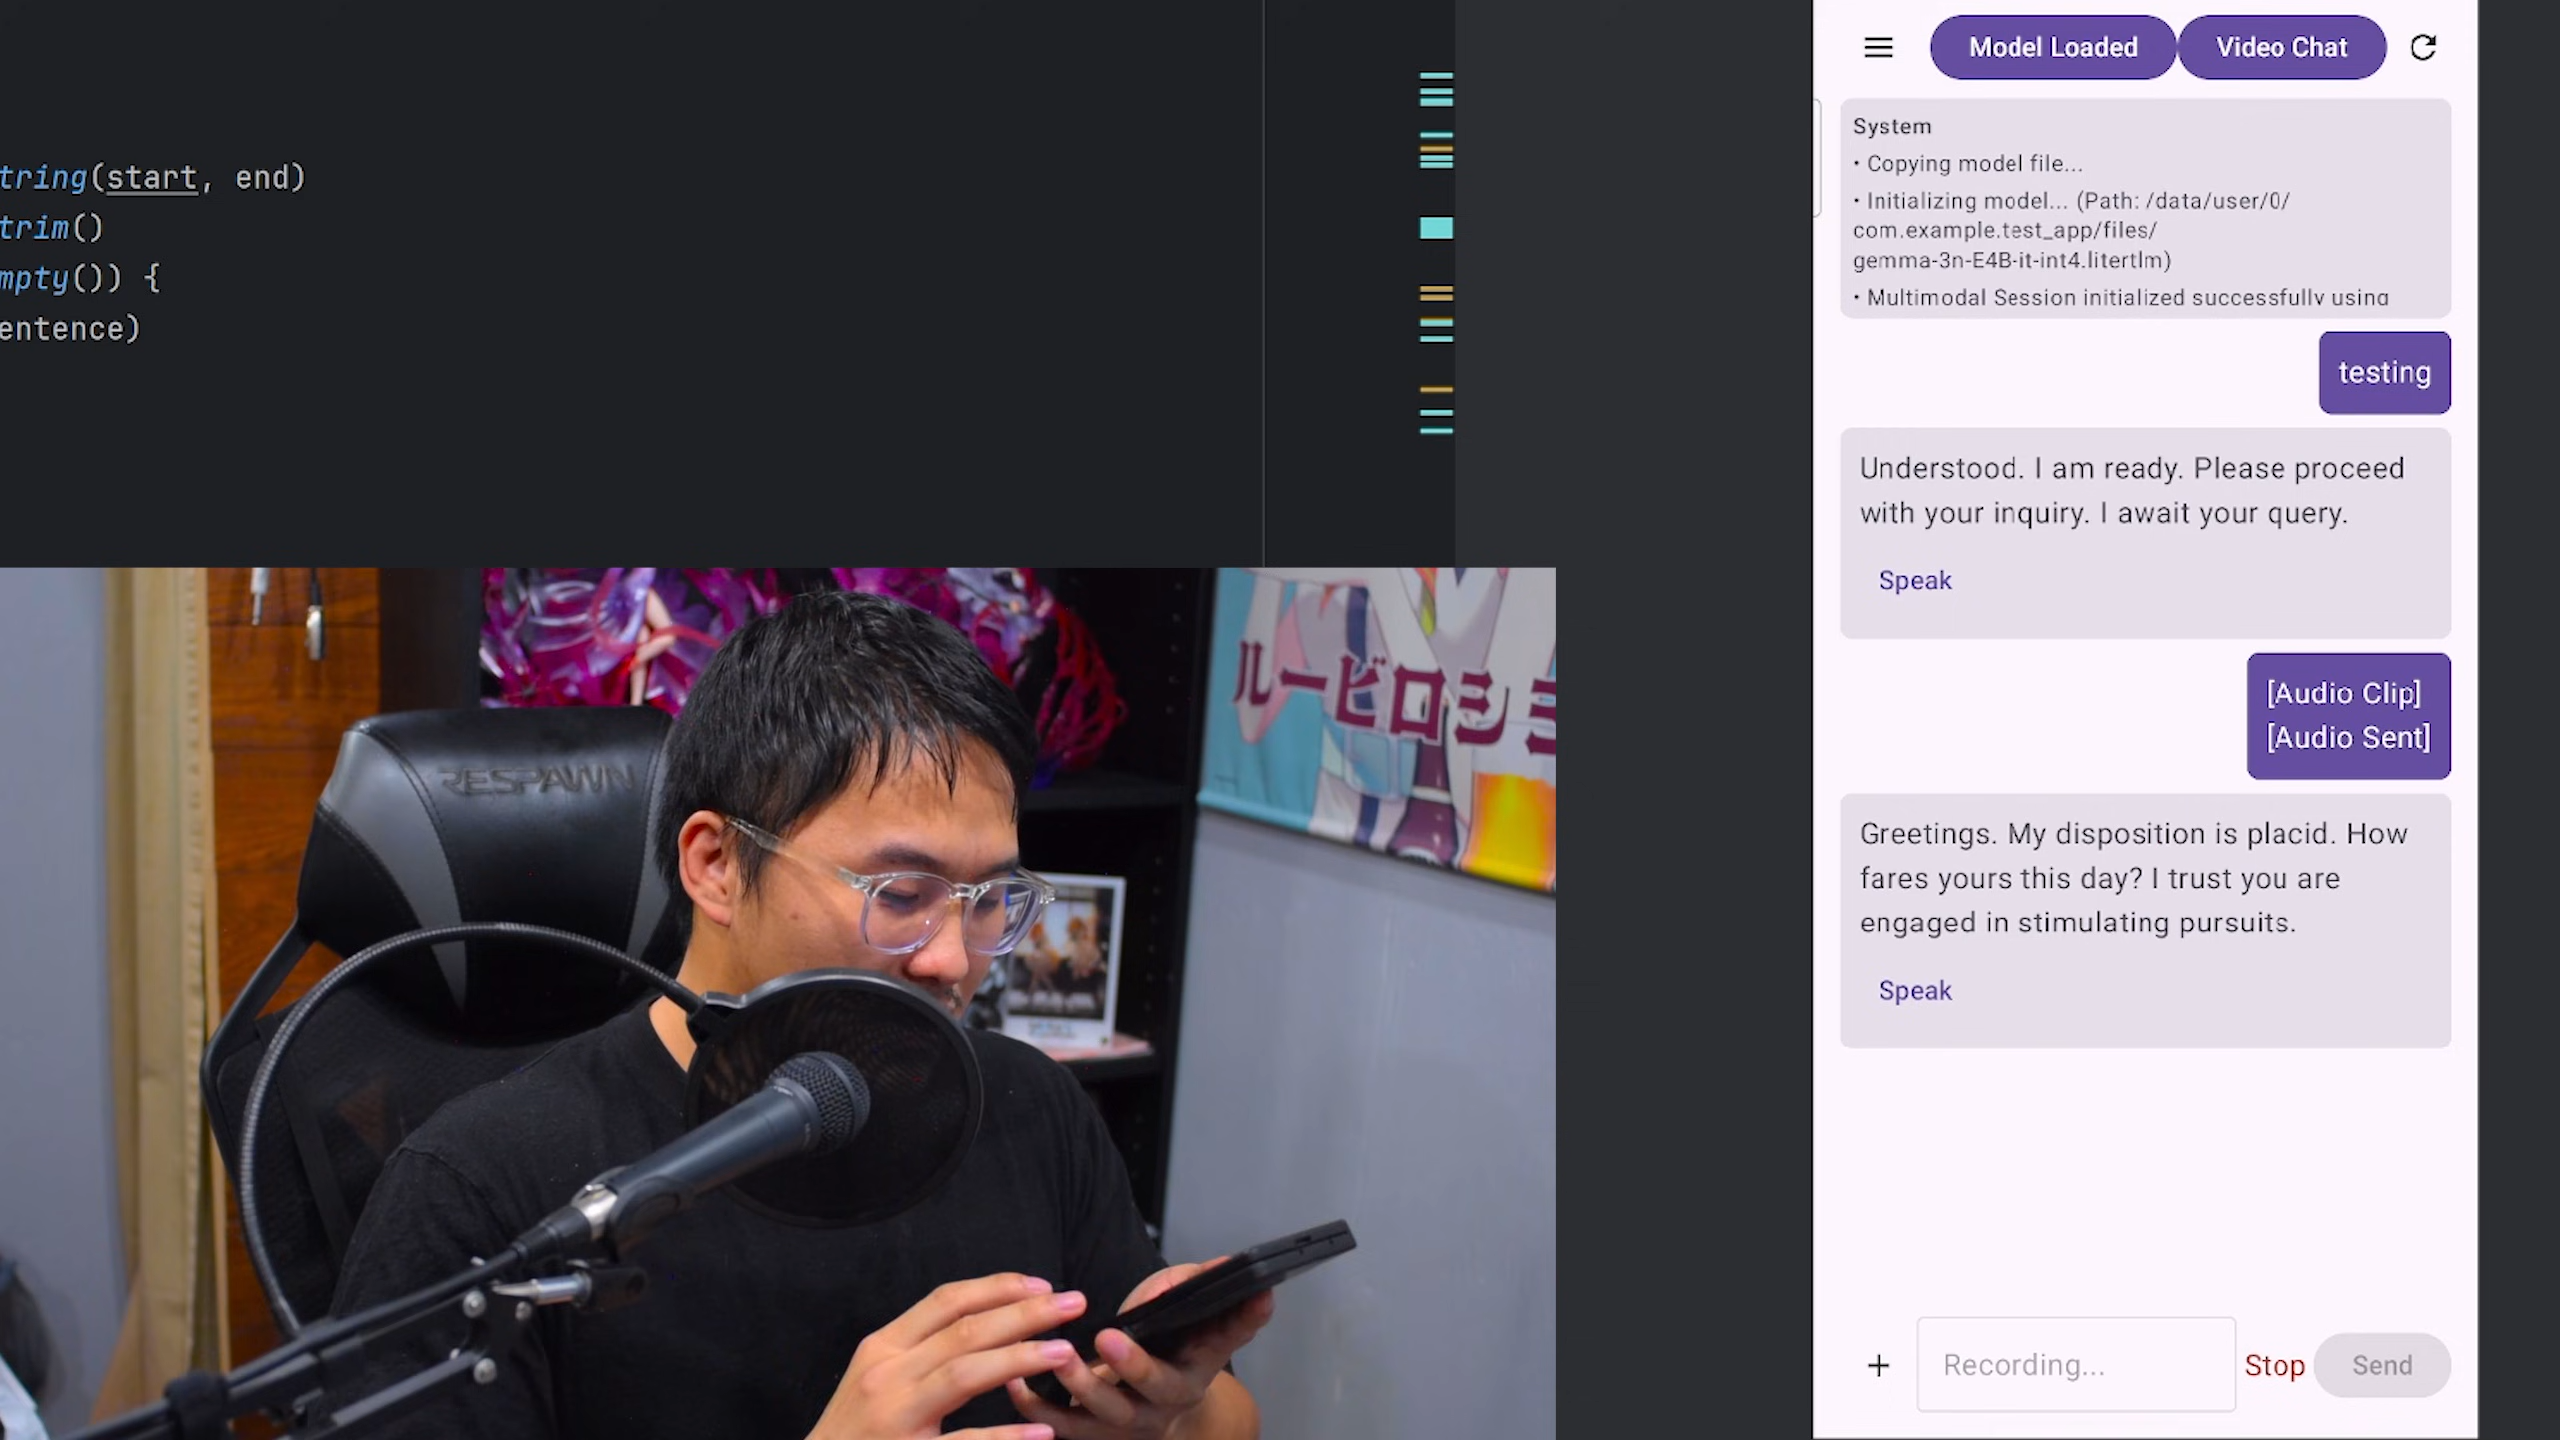 tring(start, end)
trim()
mpty()) {
entence)
RESPAWN
ルービロシミ
Model Loaded
Video Chat
System
• Copying model file...
• Initializing model... (Path: /data/user/0/
com.example.test_app/files/
gemma-3n-E4B-it-int4.litertlm)
• Multimodal Session initialized successfully using
testing
Understood. I am ready. Please proceed
with your inquiry. I await your query.
Speak
[Audio Clip]
[Audio Sent]
Greetings. My disposition is placid. How
fares yours this day? I trust you are
engaged in stimulating pursuits.
Speak
+
Recording...
Stop
Send